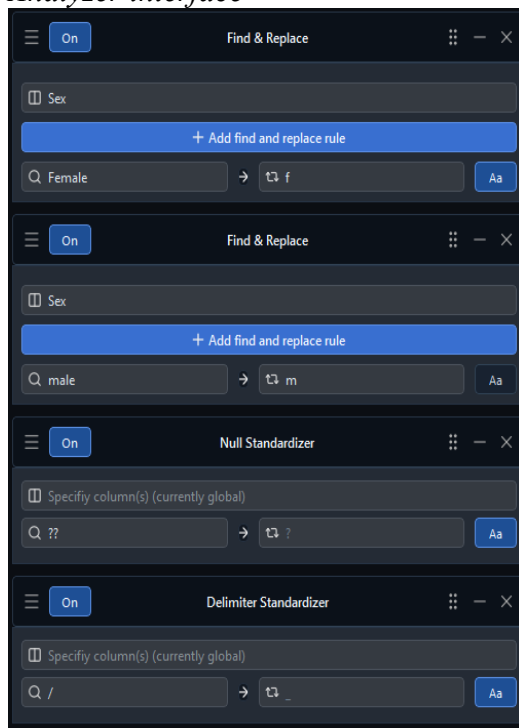 Analyzer interface
On Find & Replace
Sex
+ Add find and replace rule
Female → f Aa
On Find & Replace
Sex
+ Add find and replace rule
male → m Aa
On Null Standardizer
Specifiy column(s) (currently global)
?? → ? Aa
On Delimiter Standardizer
Specifiy column(s) (currently global)
/ → _ Aa